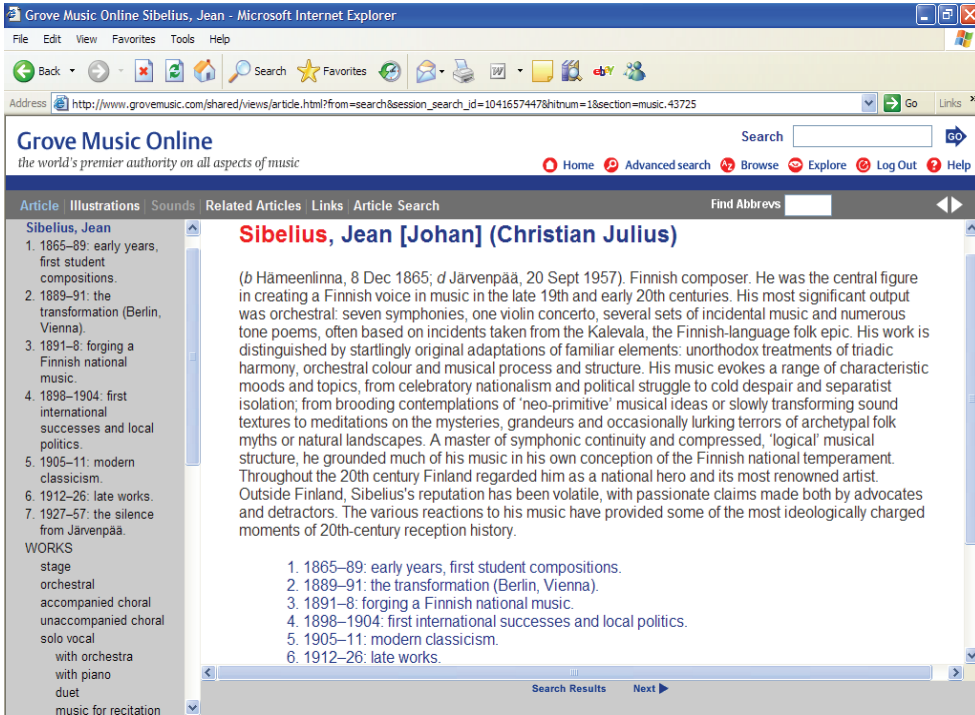 Grove Music Online Sibelius, Jean - Microsoft Internet Explorer
File Edit View Favorites Tools Help
Back Search Favorites
Address http://www.grovemusic.com/shared/views/article.html?from=search&session_search_id=1041657447&hitnum=1&section=music.43725 Go Links
Grove Music Online
the world's premier authority on all aspects of music
Search GO
Home Advanced search Browse Explore Log Out Help
Article | Illustrations | Sounds | Related Articles | Links | Article Search Find Abbrevs
Sibelius, Jean
1. 1865–89: early years,
first student
compositions.
2. 1889–91: the
transformation (Berlin,
Vienna).
3. 1891–8: forging a
Finnish national
music.
4. 1898–1904: first
international
successes and local
politics.
5. 1905–11: modern
classicism.
6. 1912–26: late works.
7. 1927–57: the silence
from Järvenpää.
WORKS
stage
orchestral
accompanied choral
unaccompanied choral
solo vocal
with orchestra
with piano
duet
music for recitation
Sibelius, Jean [Johan] (Christian Julius)
(b Hämeenlinna, 8 Dec 1865; d Järvenpää, 20 Sept 1957). Finnish composer. He was the central figure
in creating a Finnish voice in music in the late 19th and early 20th centuries. His most significant output
was orchestral: seven symphonies, one violin concerto, several sets of incidental music and numerous
tone poems, often based on incidents taken from the Kalevala, the Finnish-language folk epic. His work is
distinguished by startlingly original adaptations of familiar elements: unorthodox treatments of triadic
harmony, orchestral colour and musical process and structure. His music evokes a range of characteristic
moods and topics, from celebratory nationalism and political struggle to cold despair and separatist
isolation; from brooding contemplations of 'neo-primitive' musical ideas or slowly transforming sound
textures to meditations on the mysteries, grandeurs and occasionally lurking terrors of archetypal folk
myths or natural landscapes. A master of symphonic continuity and compressed, 'logical' musical
structure, he grounded much of his music in his own conception of the Finnish national temperament.
Throughout the 20th century Finland regarded him as a national hero and its most renowned artist.
Outside Finland, Sibelius's reputation has been volatile, with passionate claims made both by advocates
and detractors. The various reactions to his music have provided some of the most ideologically charged
moments of 20th-century reception history.
1. 1865–89: early years, first student compositions.
2. 1889–91: the transformation (Berlin, Vienna).
3. 1891–8: forging a Finnish national music.
4. 1898–1904: first international successes and local politics.
5. 1905–11: modern classicism.
6. 1912–26: late works.
Search Results Next